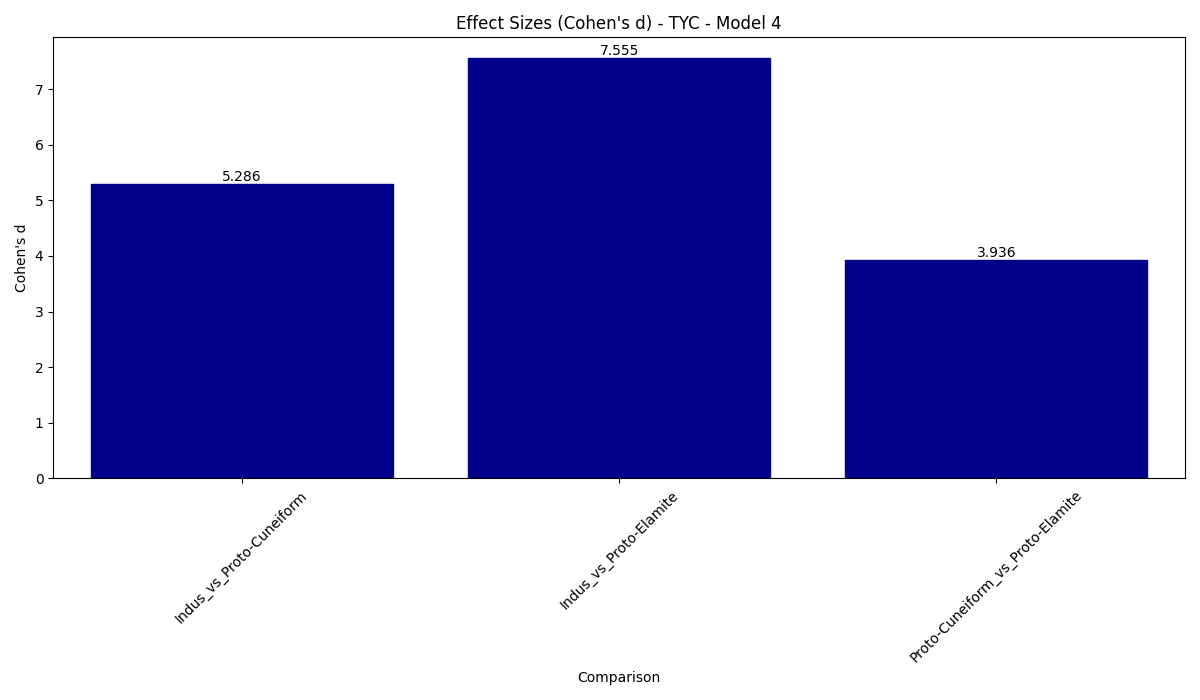 Effect Sizes (Cohen's d) - TYC - Model 4
7.555
5.286
3.936
7
6
5
4
3
2
1
0
Cohen's d
Indus_vs_Proto-Cuneiform
Indus_vs_Proto-Elamite
Proto-Cuneiform_vs_Proto-Elamite
Comparison